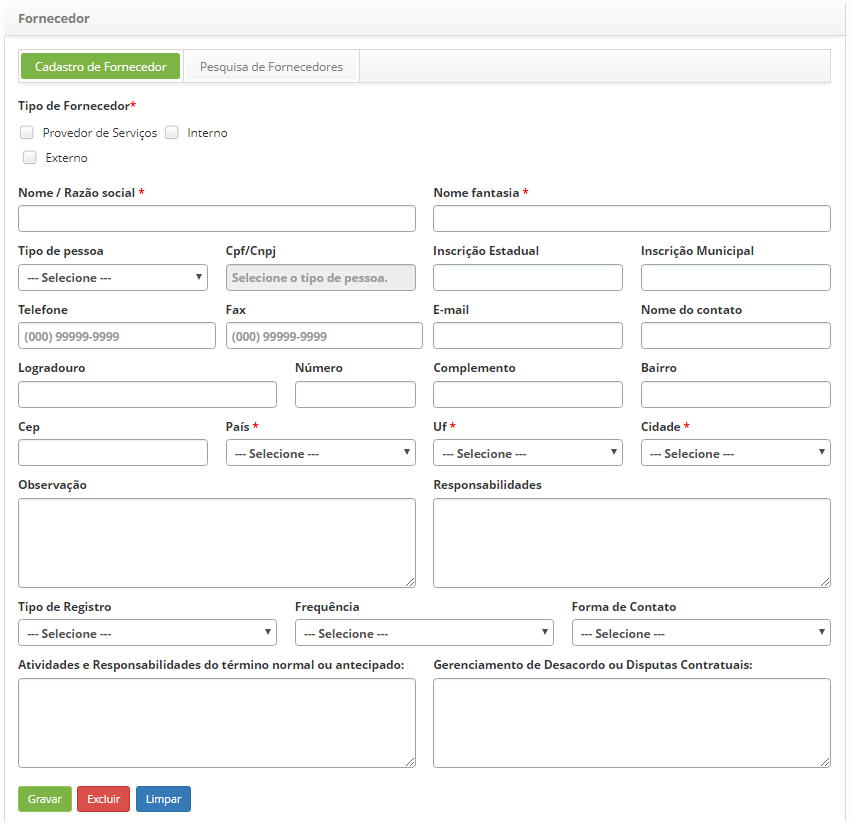 Fornecedor
Cadastro de Fornecedor Pesquisa de Fornecedores
Tipo de Fornecedor*
Provedor de Serviços Interno
Externo
Nome / Razão social * Nome fantasia *
Tipo de pessoa Cpf/Cnpj Inscrição Estadual Inscrição Municipal
--- Selecione --- Selecione o tipo de pessoa.
Telefone Fax E-mail Nome do contato
(000) 99999-9999 (000) 99999-9999
Logradouro Número Complemento Bairro
Cep País * Uf * Cidade *
--- Selecione --- --- Selecione --- --- Selecione ---
Observação Responsabilidades
Tipo de Registro Frequência Forma de Contato
--- Selecione --- --- Selecione --- --- Selecione ---
Atividades e Responsabilidades do término normal ou antecipado: Gerenciamento de Desacordo ou Disputas Contratuais:
Gravar Excluir Limpar